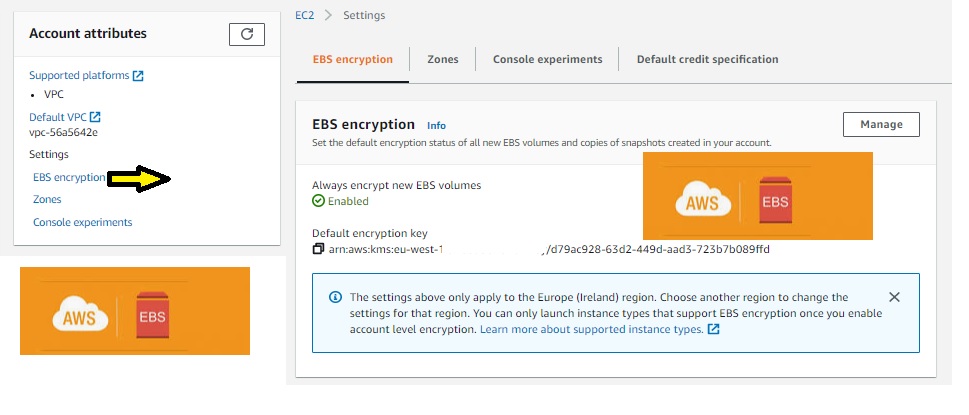 Account attributes
Supported platforms
VPC
Default VPC
vpc-56a5642e
Settings
EBS encryption
Zones
Console experiments
AWS
EBS
EC2 > Settings
EBS encryption
Zones
Console experiments
Default credit specification
EBS encryption Info
Manage
Set the default encryption status of all new EBS volumes and copies of snapshots created in your account.
Always encrypt new EBS volumes
Enabled
AWS
EBS
Default encryption key
arn:aws:kms:eu-west-1 /d79ac928-63d2-449d-aad3-723b7b089ffd
The settings above only apply to the Europe (Ireland) region. Choose another region to change the
settings for that region. You can only launch instance types that support EBS encryption once you enable
account level encryption. Learn more about supported instance types.